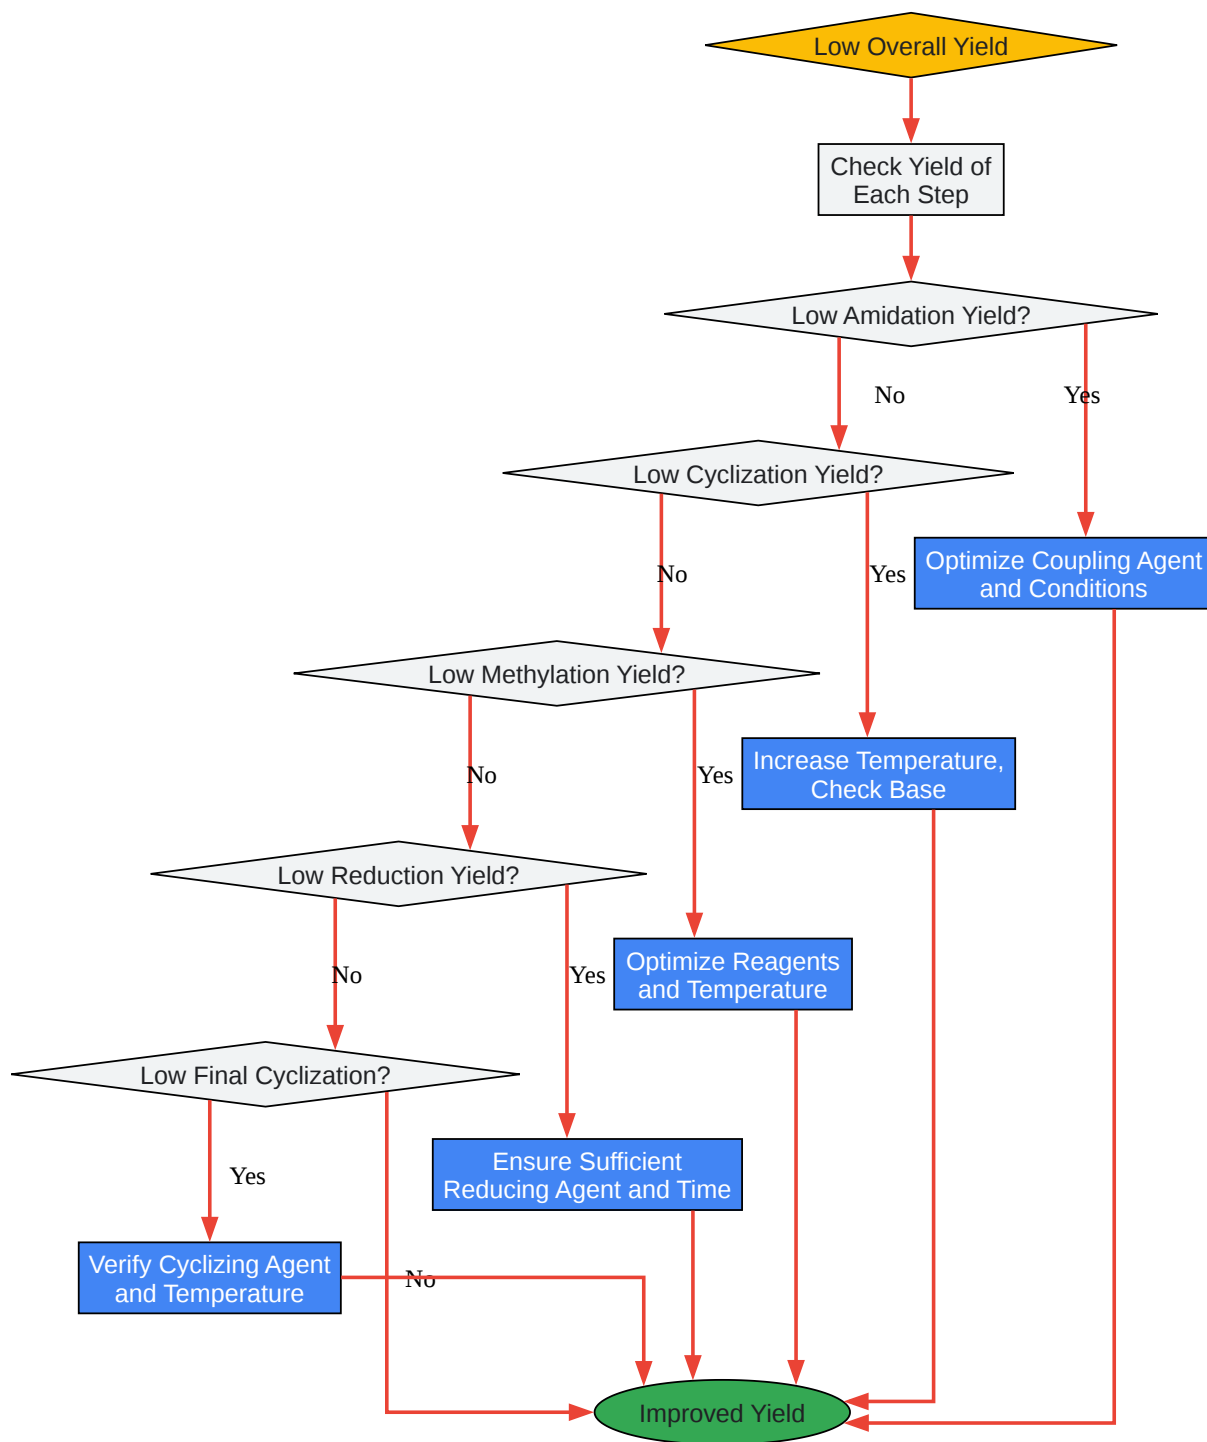 Low Overall Yield
Check Yield of
Each Step
Low Amidation Yield?
No
Yes
Low Cyclization Yield?
No
Yes
Optimize Coupling Agent
and Conditions
Low Methylation Yield?
No
Yes
Increase Temperature,
Check Base
Low Reduction Yield?
No
Yes
Optimize Reagents
and Temperature
Low Final Cyclization?
Yes
Ensure Sufficient
Reducing Agent and Time
Verify Cyclizing Agent
and Temperature
No
Improved Yield